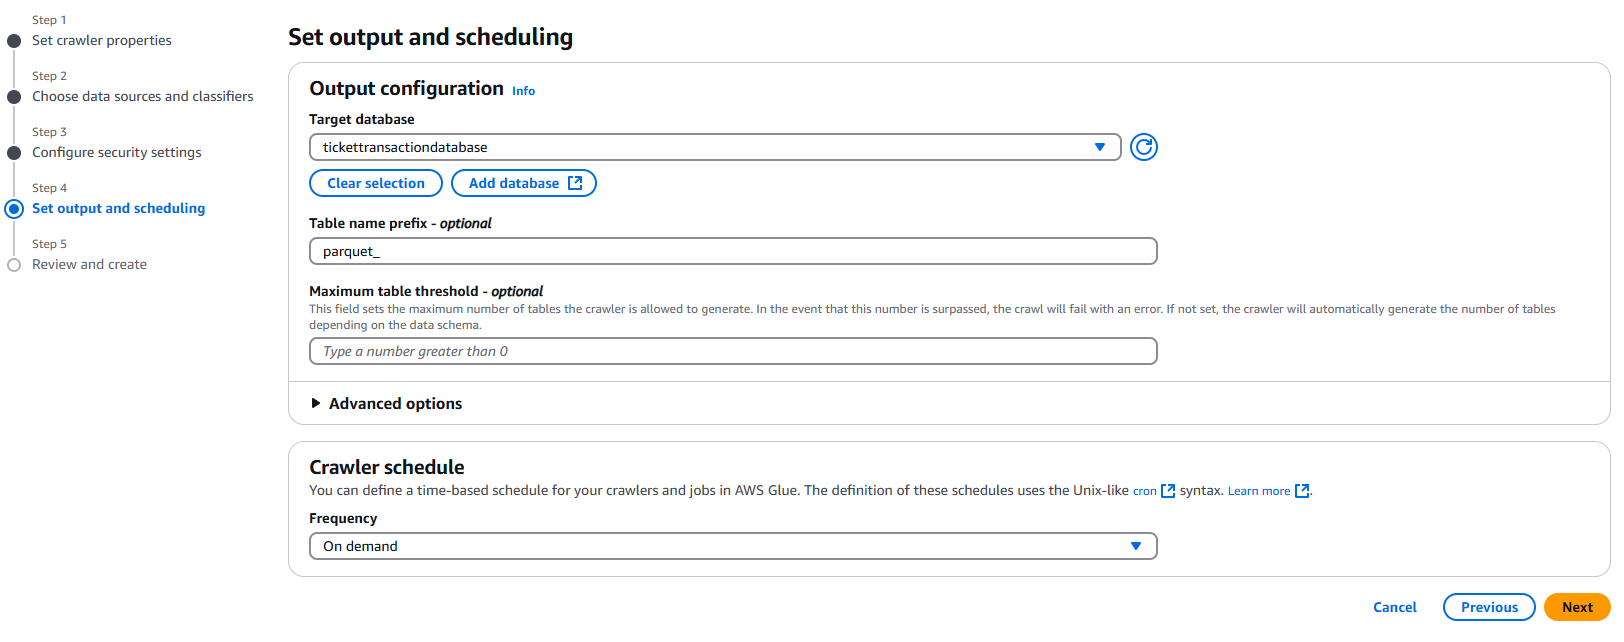 Step 1
Set crawler properties
Step 2
Choose data sources and classifiers
Step 3
Configure security settings
Step 4
Set output and scheduling
Step 5
Review and create
Set output and scheduling
Output configuration Info
Target database
tickettransactiondatabase
Clear selection Add database
Table name prefix - optional
parquet_
Maximum table threshold - optional
This field sets the maximum number of tables the crawler is allowed to generate. In the event that this number is surpassed, the crawl will fail with an error. If not set, the crawler will automatically generate the number of tables
depending on the data schema.
Type a number greater than 0
Advanced options
Crawler schedule
You can define a time-based schedule for your crawlers and jobs in AWS Glue. The definition of these schedules uses the Unix-like cron syntax. Learn more.
Frequency
On demand
Cancel Previous Next